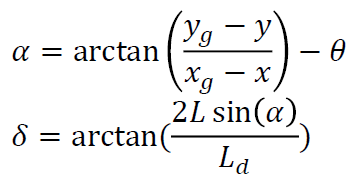 α = arctan((y_g − y)/(x_g − x)) − θ
δ = arctan(2L sin(α)/L_d)